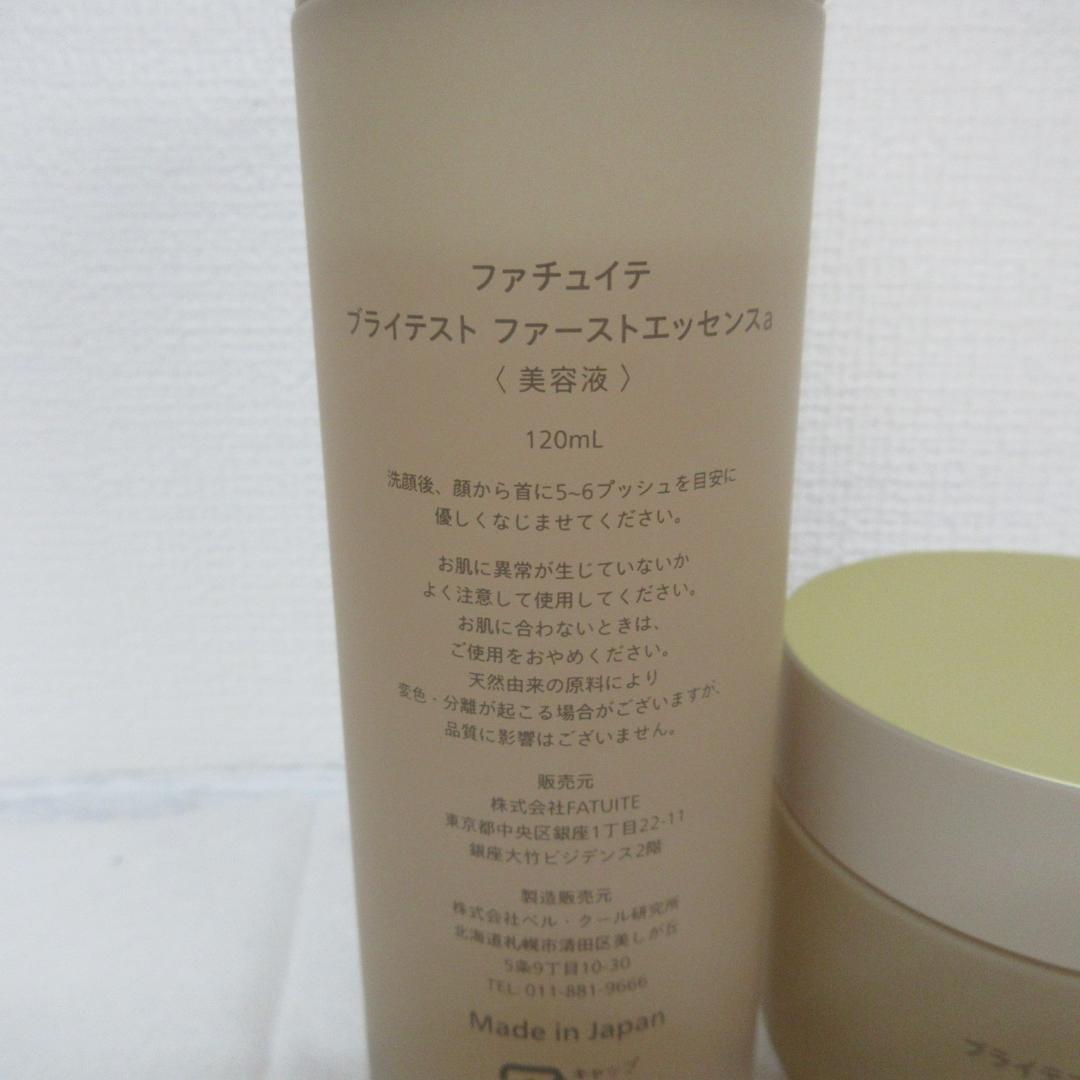 ファチュイテ
ブライテスト ファーストエッセンスa
〈 美容液 〉
120mL
洗顔後、顔から首に5~6プッシュを目安に
優しくなじませてください。
お肌に異常が生じていないか
よく注意して使用してください。
お肌に合わないときは、
ご使用をおやめください。
天然由来の原料により
変色・分離が起こる場合がございますが、
品質に影響はございません。
販売元
株式会社FATUITE
東京都中央区銀座1丁目22-11
銀座大竹ビジデンス2階
製造販売元
株式会社ベル・クール研究所
北海道札幌市清田区美しが丘
5条9丁目10-30
TEL. 011-881-9666
Made in Japan
キャップ
ブライテ